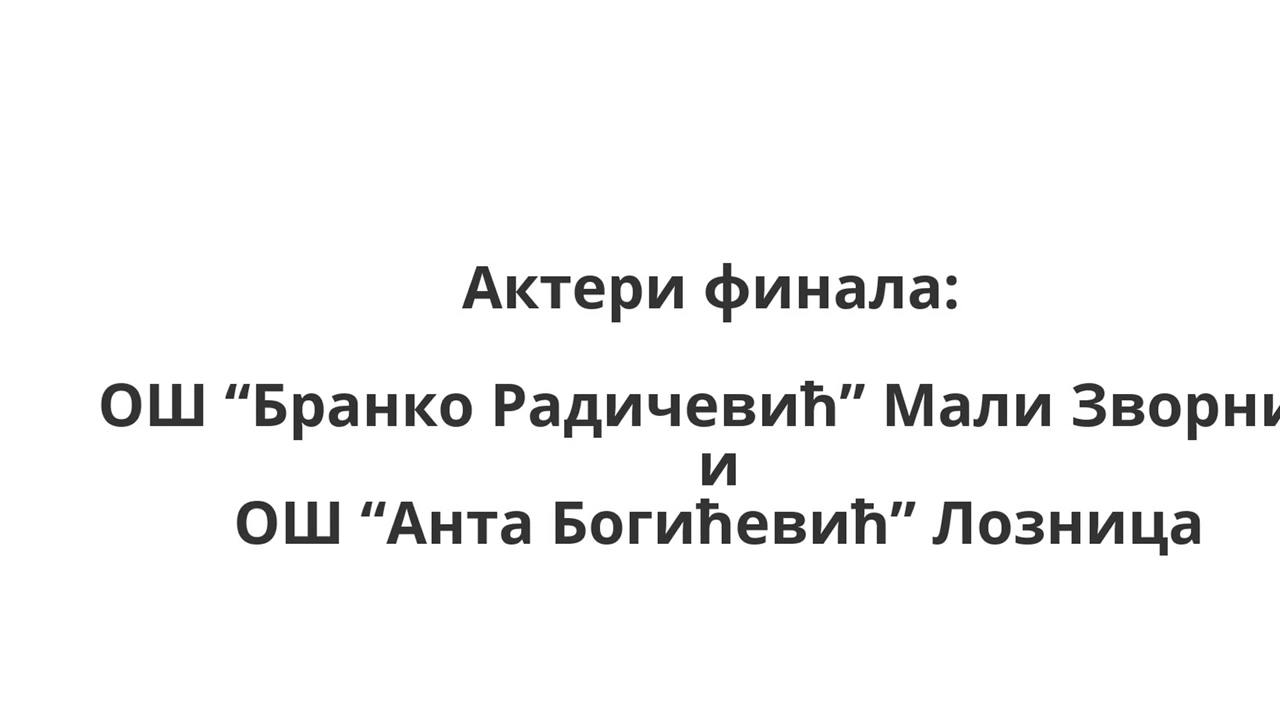 Актери финала:
ОШ “Бранко Радичевић” Мали Зворни
и
ОШ “Анта Богићевић” Лозница